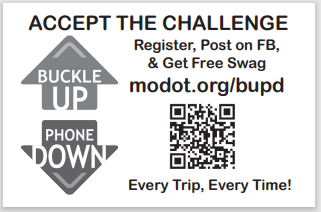 ACCEPT THE CHALLENGE
BUCKLE
UP
PHONE
DOWN
Register, Post on FB,
& Get Free Swag
modot.org/bupd
Every Trip, Every Time!